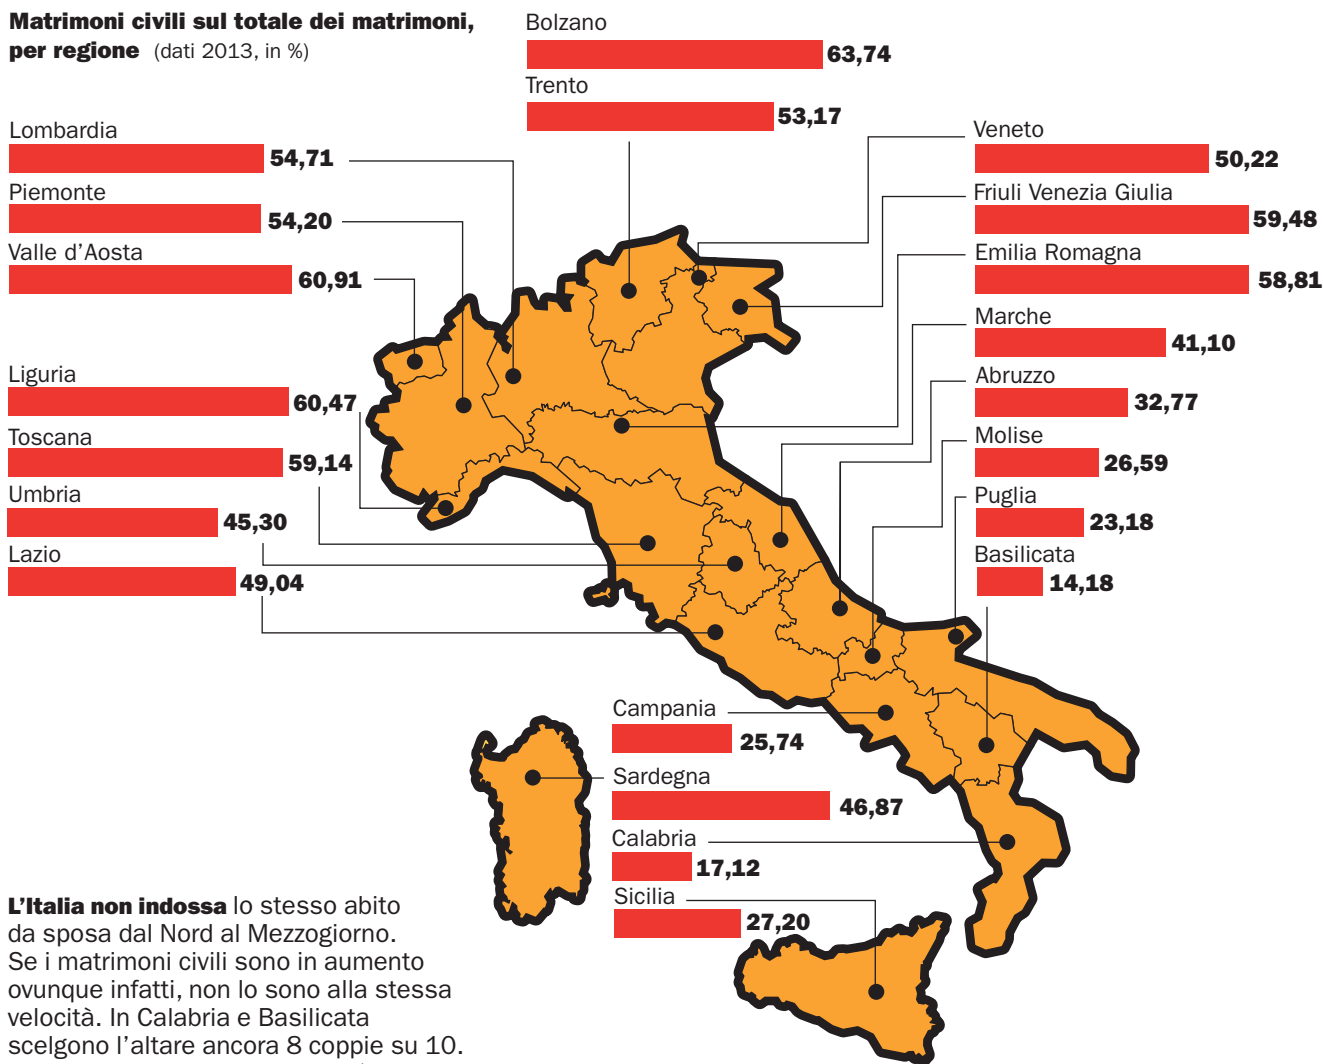 Matrimoni civili sul totale dei matrimoni,
per regione (dati 2013, in %)
Bolzano
63,74
Trento
53,17
Lombardia
54,71
Piemonte
54,20
Valle d'Aosta
60,91
Liguria
60,47
Toscana
59,14
Umbria
45,30
Lazio
49,04
Veneto
50,22
Friuli Venezia Giulia
59,48
Emilia Romagna
58,81
Marche
41,10
Abruzzo
32,77
Molise
26,59
Puglia
23,18
Basilicata
14,18
Campania
25,74
Sardegna
46,87
Calabria
17,12
Sicilia
27,20
L'Italia non indossa lo stesso abito
da sposa dal Nord al Mezzogiorno.
Se i matrimoni civili sono in aumento
ovunque infatti, non lo sono alla stessa
velocità. In Calabria e Basilicata
scelgono l'altare ancora 8 coppie su 10.